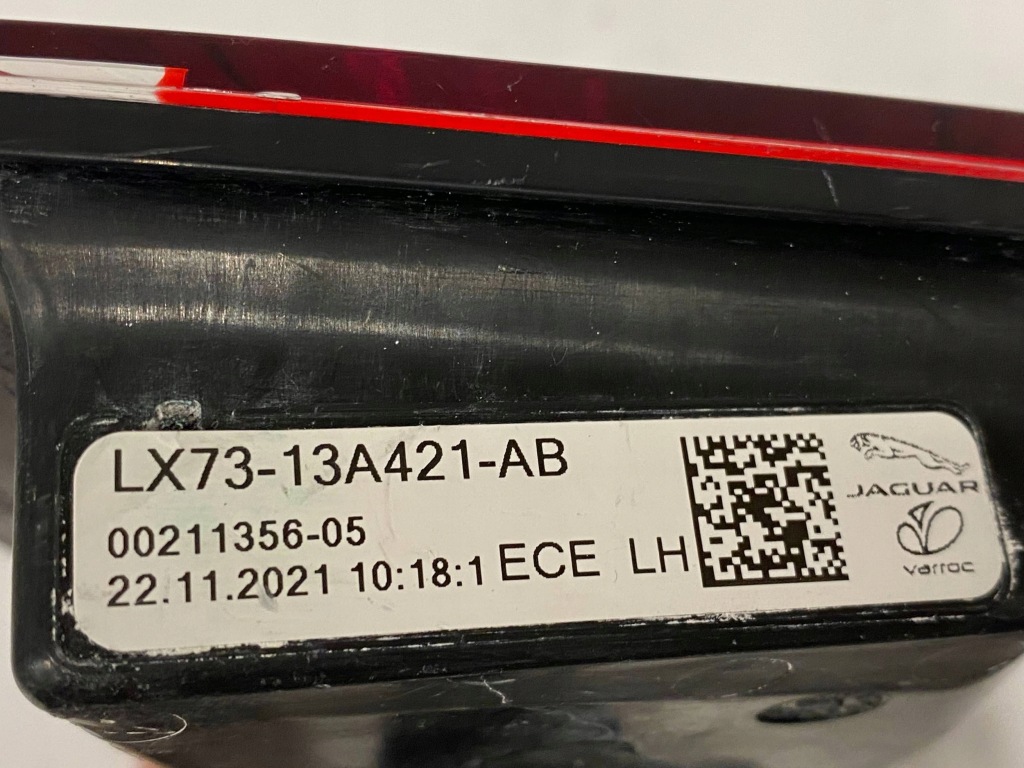 LX73-13A421-AB
00211356-05
22.11.2021 10:18:1 ECE LH
JAGUAR
varroc